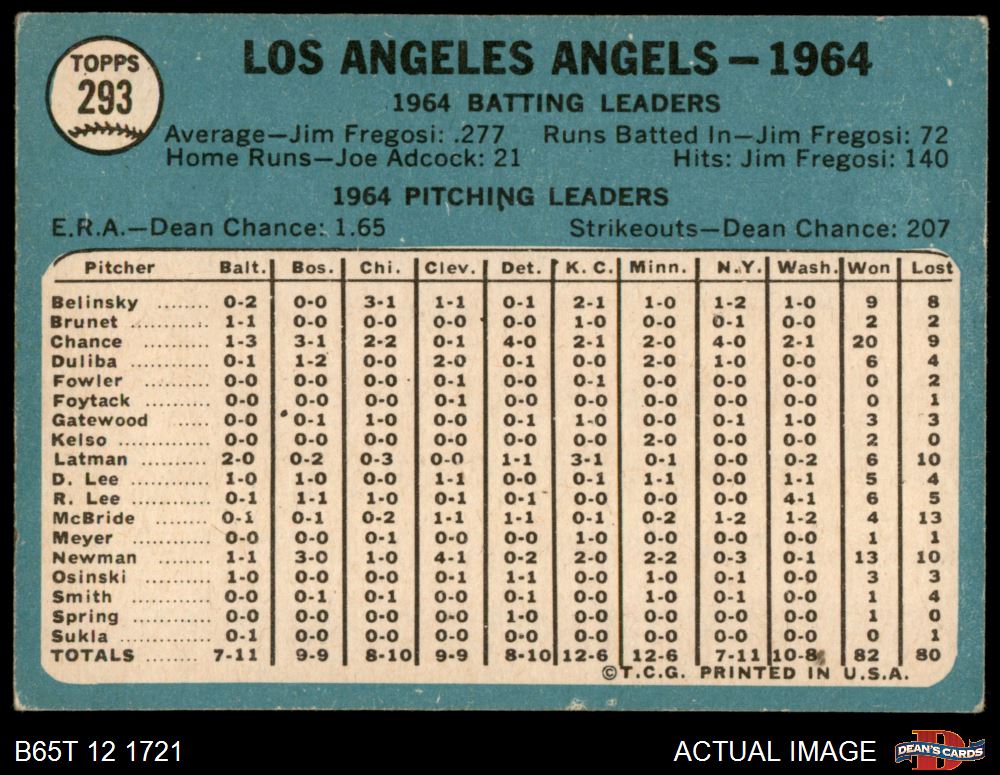 TOPPS
293
LOS ANGELES ANGELS—1964
1964 BATTING LEADERS
Average—Jim Fregosi: .277 Runs Batted In—Jim Fregosi: 72
Home Runs—Joe Adcock: 21 Hits: Jim Fregosi: 140
1964 PITCHING LEADERS
E.R.A.—Dean Chance: 1.65 Strikeouts—Dean Chance: 207
Pitcher Balt. Bos. Chi. Clev. Det. K. C. Minn. N.Y. Wash. Won Lost
Belinsky ........ 0-2 0-0 3-1 1-1 0-1 2-1 1-0 1-2 1-0 9 8
Brunet ............ 1-1 0-0 0-0 0-0 0-0 1-0 0-0 0-1 0-0 2 2
Chance .......... 1-3 3-1 2-2 0-1 4-0 2-1 2-0 4-0 2-1 20 9
Duliba ............ 0-1 1-2 0-0 2-0 0-1 0-0 2-0 1-0 0-0 6 4
Fowler .......... 0-0 0-0 0-0 0-1 0-0 0-1 0-0 0-0 0-0 0 2
Foytack .......... 0-0 0-0 0-0 0-1 0-0 0-0 0-0 0-0 0-0 0 1
Gatewood ...... 0-0 0-1 1-0 0-0 0-1 1-0 0-0 0-1 1-0 3 3
Kelso .............. 0-0 0-0 0-0 0-0 0-0 0-0 2-0 0-0 0-0 2 0
Latman .......... 2-0 0-2 0-3 0-0 1-1 3-1 0-1 0-0 0-2 6 10
D. Lee ............ 1-0 1-0 0-0 1-1 0-0 0-1 1-1 0-0 1-1 5 4
R. Lee ............ 0-1 1-1 1-0 0-1 0-1 0-0 0-0 0-0 4-1 6 5
McBride ........ 0-1 0-1 0-2 1-1 1-1 0-1 0-2 1-2 1-2 4 13
Meyer ............ 0-0 0-0 0-1 0-0 0-0 1-0 0-0 0-0 0-0 1 1
Newman ........ 1-1 3-0 1-0 4-1 0-2 2-0 2-2 0-3 0-1 13 10
Osinski .......... 1-0 0-0 0-0 0-1 1-1 0-0 1-0 0-1 0-0 3 3
Smith ............ 0-0 0-1 0-1 0-0 0-1 0-0 1-0 0-1 0-0 1 4
Spring ............ 0-0 0-0 0-0 0-0 1-0 0-0 0-0 0-0 0-0 1 0
Sukla .............. 0-1 0-0 0-0 0-0 0-0 0-0 0-0 0-0 0-0 0 1
TOTALS ........ 7-11 9-9 8-10 9-9 8-10 12-6 12-6 7-11 10-8 82 80
©T.C.G. PRINTED IN U.S.A.
B65T 12 1721 ACTUAL IMAGE
DEAN'S CARDS